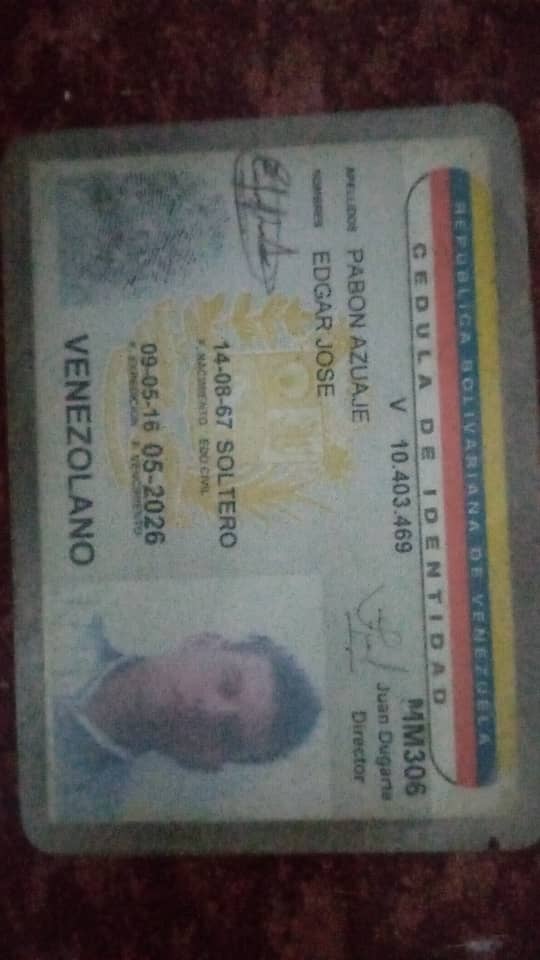 REPUBLICA BOLIVARIANA DE VENEZUELA
CEDULA DE IDENTIDAD
V 10.403.469
MM306
Juan Dugarte
Director
APELLIDOS PABON AZUAJE
NOMBRES EDGAR JOSE
14-08-67 SOLTERO
F. NACIMIENTO EDO CIVIL
09-05-16 05-2026
F. EXPEDICION F. VENCIMIENTO
VENEZOLANO